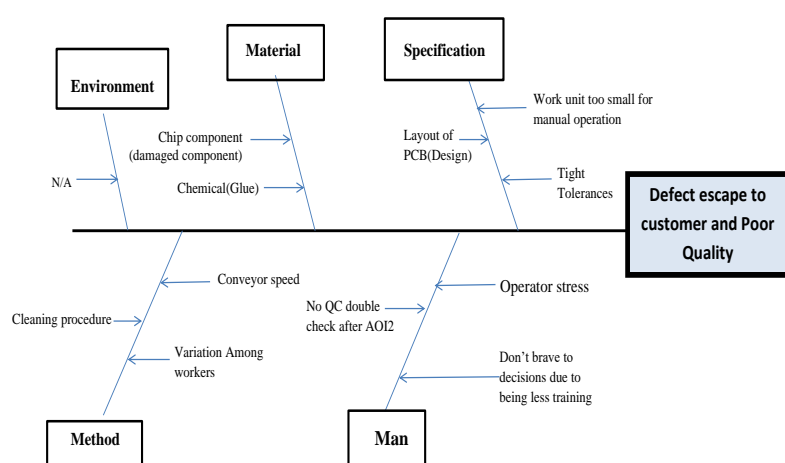 Material
Specification
Environment
Work unit too small for
manual operation
Chip component
(damaged component)
Layout of
PCB(Design)
N/A
Chemical(Glue)
Tight
Tolerances
Defect escape to
customer and Poor
Quality
Conveyor speed
Operator stress
Cleaning procedure
No QC double
check after AOI2
Variation Among
workers
Don't brave to
decisions due to
being less training
Method
Man